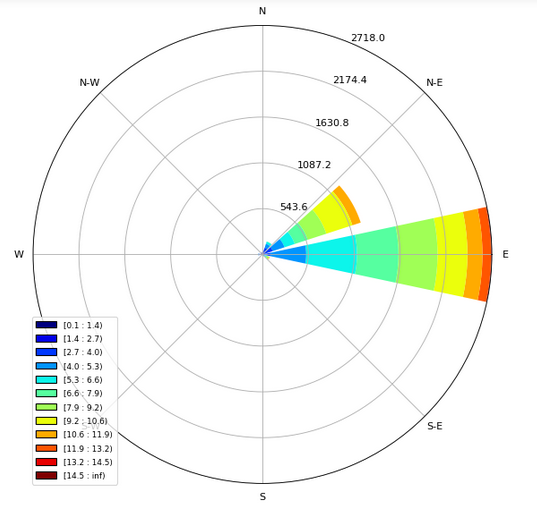 N
2718.0
N-W
2174.4
N-E
1630.8
1087.2
543.6
W
E
[0.1 : 1.4)
[1.4 : 2.7)
[2.7 : 4.0)
[4.0 : 5.3)
[5.3 : 6.6)
[6.6 : 7.9)
[7.9 : 9.2)
[9.2 : 10.6)
S-W
S-E
[10.6 : 11.9)
[11.9 : 13.2)
[13.2 : 14.5)
[14.5 : inf)
S